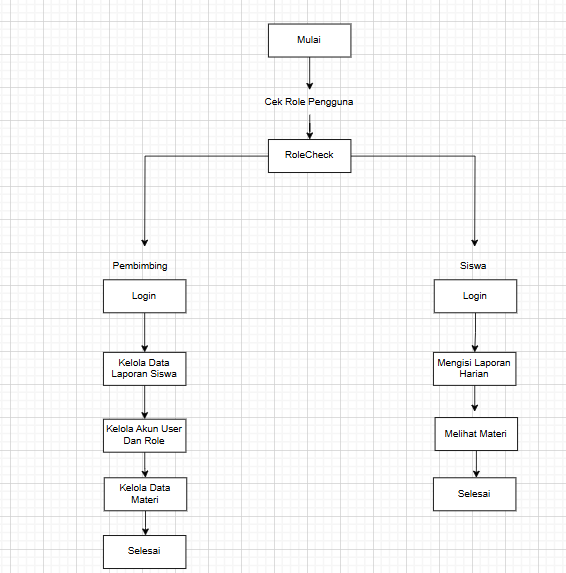 Mulai
Cek Role Pengguna
RoleCheck
Pembimbing
Login
Kelola Data
Laporan Siswa
Kelola Akun User
Dan Role
Kelola Data
Materi
Selesai
Siswa
Login
Mengisi Laporan
Harian
Melihat Materi
Selesai